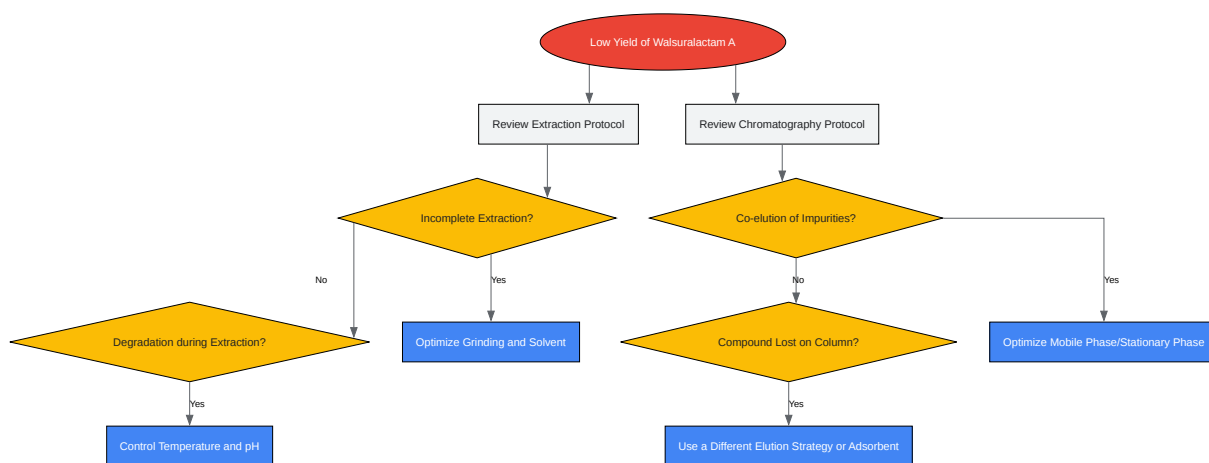 Low Yield of Walsuralactam A
Review Extraction Protocol
Review Chromatography Protocol
Incomplete Extraction?
Co-elution of Impurities?
No
Yes
No
Yes
Degradation during Extraction?
Optimize Grinding and Solvent
Compound Lost on Column?
Optimize Mobile Phase/Stationary Phase
Yes
Yes
Control Temperature and pH
Use a Different Elution Strategy or Adsorbent